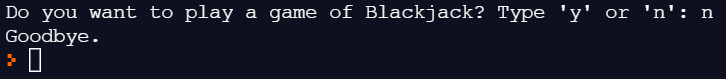 Do you want to play a game of Blackjack? Type 'y' or 'n': n
Goodbye.
>